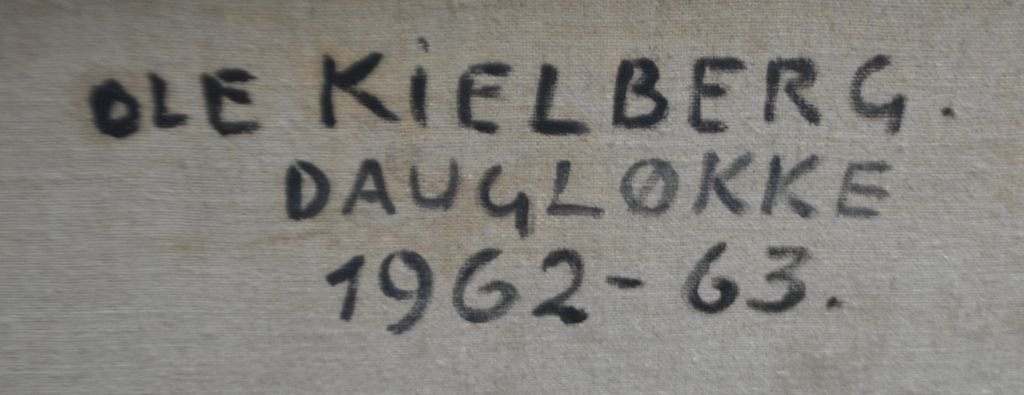 OLE KiELBERG.
DAUGLØKKE
1962-63.